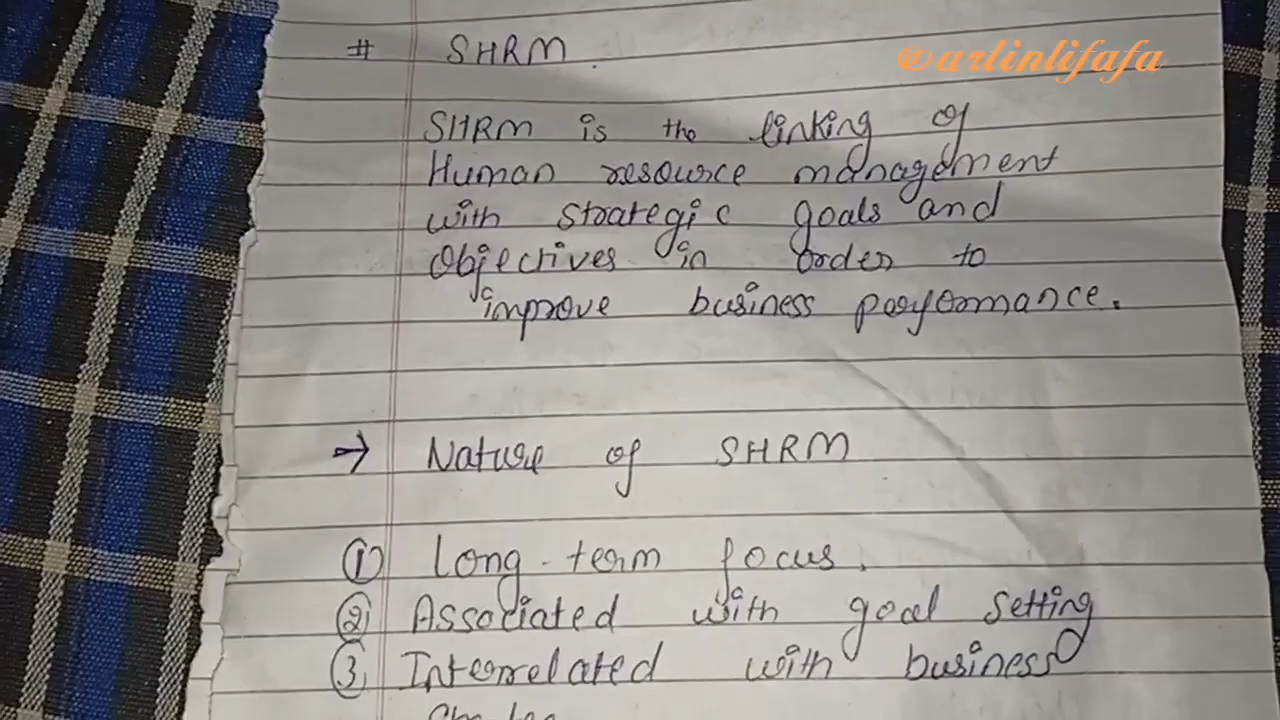 # SHRM.
@arlinlifafa
SHRM is the linking of
Human resource management
with strategic goals and
objectives in order to
improve business performance.
→ Nature of SHRM
① Long-term focus.
② Associated with goal setting
③ Interrelated with business